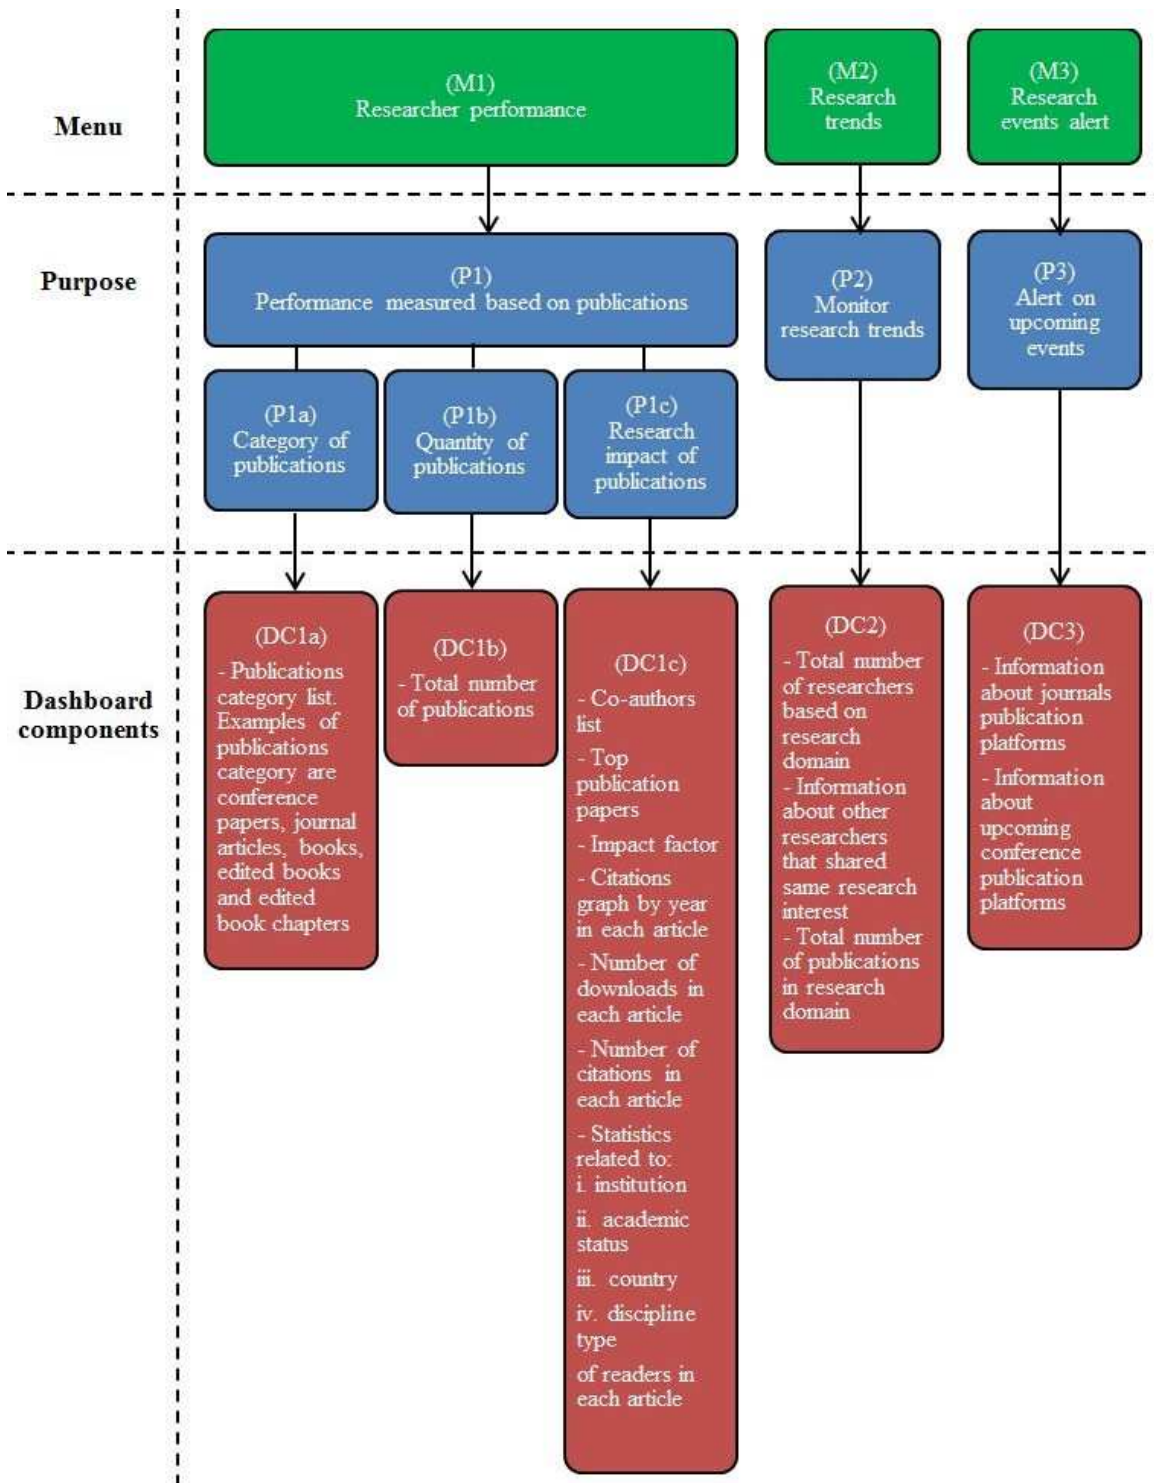 Menu
(M1)
Researcher performance
(M2)
Research
trends
(M3)
Research
events alert
Purpose
(P1)
Performance measured based on publications
(P2)
Monitor
research trends
(P3)
Alert on
upcoming
events
(P1a)
Category of
publications
(P1b)
Quantity of
publications
(P1c)
Research
impact of
publications
Dashboard
components
(DC1a)
- Publications
category list.
Examples of
publications
category are
conference
papers, journal
articles, books,
edited books
and edited
book chapters
(DC1b)
- Total number
of publications
(DC1c)
- Co-authors
list
- Top
publication
papers
- Impact factor
- Citations
graph by year
in each article
- Number of
downloads in
each article
- Number of
citations in
each article
- Statistics
related to:
i. institution
ii. academic
status
iii. country
iv. discipline
type
of readers in
each article
(DC2)
- Total number
of researchers
based on
research
domain
- Information
about other
researchers
that shared
same research
interest
- Total number
of publications
in research
domain
(DC3)
- Information
about journals
publication
platforms
- Information
about
upcoming
conference
publication
platforms